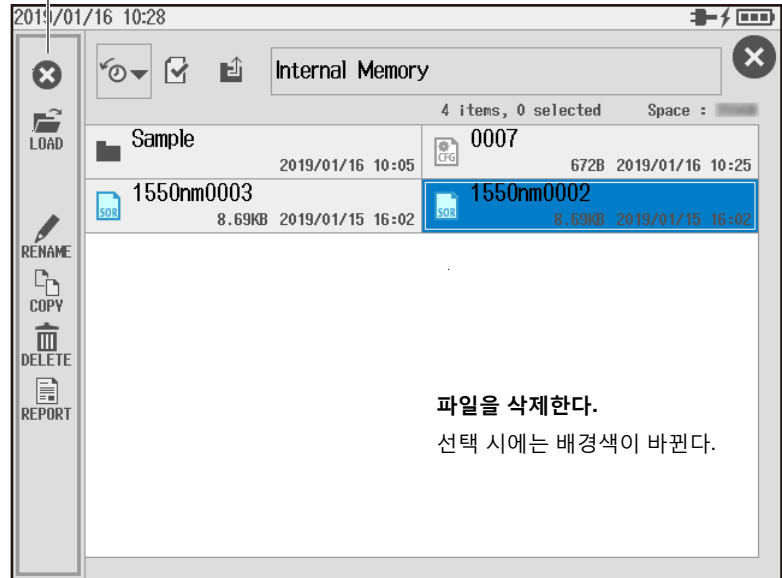 2019/01/16 10:28
Internal Memory
4 items, 0 selected Space :
LOAD
RENAME
COPY
DELETE
REPORT
Sample
2019/01/16 10:05
CFG
0007
672B 2019/01/16 10:25
SOR
1550nm0003
8.69KB 2019/01/15 16:02
SOR
1550nm0002
8.69KB 2019/01/15 16:02
파일을 삭제한다.
선택 시에는 배경색이 바뀐다.